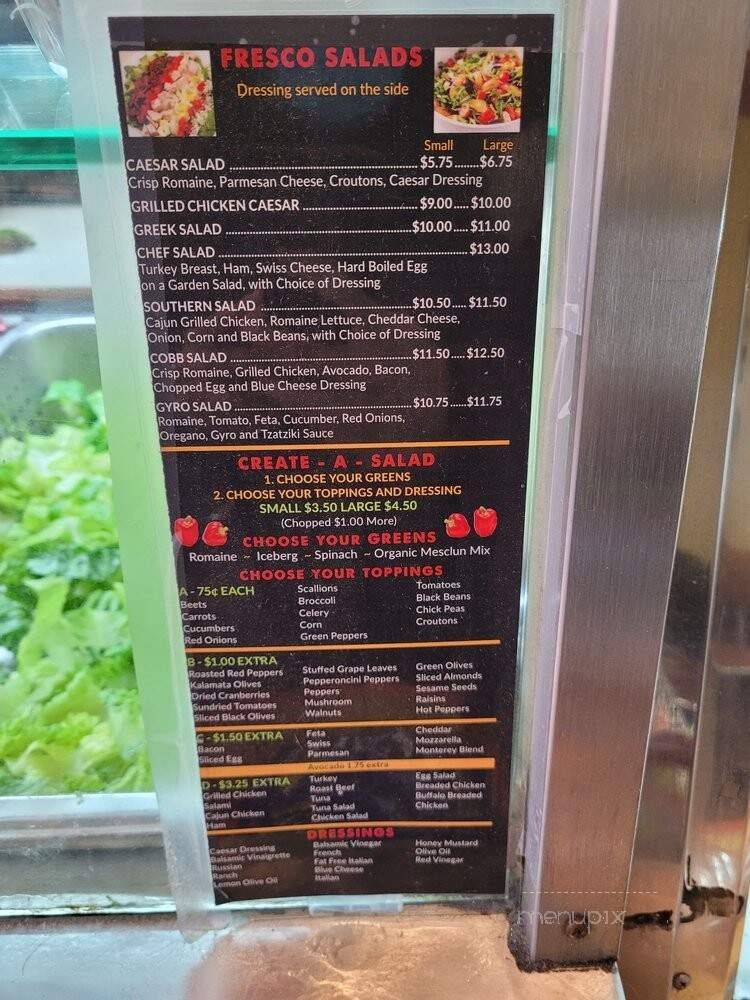 FRESCO SALADS
Dressing served on the side
Small Large
CAESAR SALAD ........ $5.75 ........ $6.75
Crisp Romaine, Parmesan Cheese, Croutons, Caesar Dressing
GRILLED CHICKEN CAESAR ........ $9.00 ..... $10.00
GREEK SALAD ........ $10.00 ..... $11.00
CHEF SALAD ........ $13.00
Turkey Breast, Ham, Swiss Cheese, Hard Boiled Egg
on a Garden Salad, with Choice of Dressing
SOUTHERN SALAD ........ $10.50 ..... $11.50
Cajun Grilled Chicken, Romaine Lettuce, Cheddar Cheese,
Onion, Corn and Black Beans, with Choice of Dressing
COBB SALAD ........ $11.50 ..... $12.50
Crisp Romaine, Grilled Chicken, Avocado, Bacon,
Chopped Egg and Blue Cheese Dressing
GYRO SALAD ........ $10.75 ...... $11.75
Romaine, Tomato, Feta, Cucumber, Red Onions,
Oregano, Gyro and Tzatziki Sauce
CREATE - A - SALAD
1. CHOOSE YOUR GREENS
2. CHOOSE YOUR TOPPINGS AND DRESSING
SMALL $3.50 LARGE $4.50
(Chopped $1.00 More)
CHOOSE YOUR GREENS
Romaine ~ Iceberg ~ Spinach ~ Organic Mesclun Mix
CHOOSE YOUR TOPPINGS
A - 75¢ EACH
Beets
Carrots
Cucumbers
Red Onions
Scallions
Broccoli
Celery
Corn
Green Peppers
Tomatoes
Black Beans
Chick Peas
Croutons
B - $1.00 EXTRA
Roasted Red Peppers
Kalamata Olives
Dried Cranberries
Sundried Tomatoes
Sliced Black Olives
Stuffed Grape Leaves
Pepperoncini Peppers
Peppers
Mushroom
Walnuts
Green Olives
Sliced Almonds
Sesame Seeds
Raisins
Hot Peppers
C - $1.50 EXTRA
Bacon
Sliced Egg
Feta
Swiss
Parmesan
Cheddar
Mozzarella
Monterey Blend
Avocado 1.75 extra
D - $3.25 EXTRA
Grilled Chicken
Salami
Cajun Chicken
Ham
Turkey
Roast Beef
Tuna
Tuna Salad
Chicken Salad
Egg Salad
Breaded Chicken
Buffalo Breaded
Chicken
DRESSINGS
Caesar Dressing
Balsamic Vinaigrette
Russian
Ranch
Lemon Olive Oil
Balsamic Vinegar
French
Fat Free Italian
Blue Cheese
Italian
Honey Mustard
Olive Oil
Red Vinegar
menupix